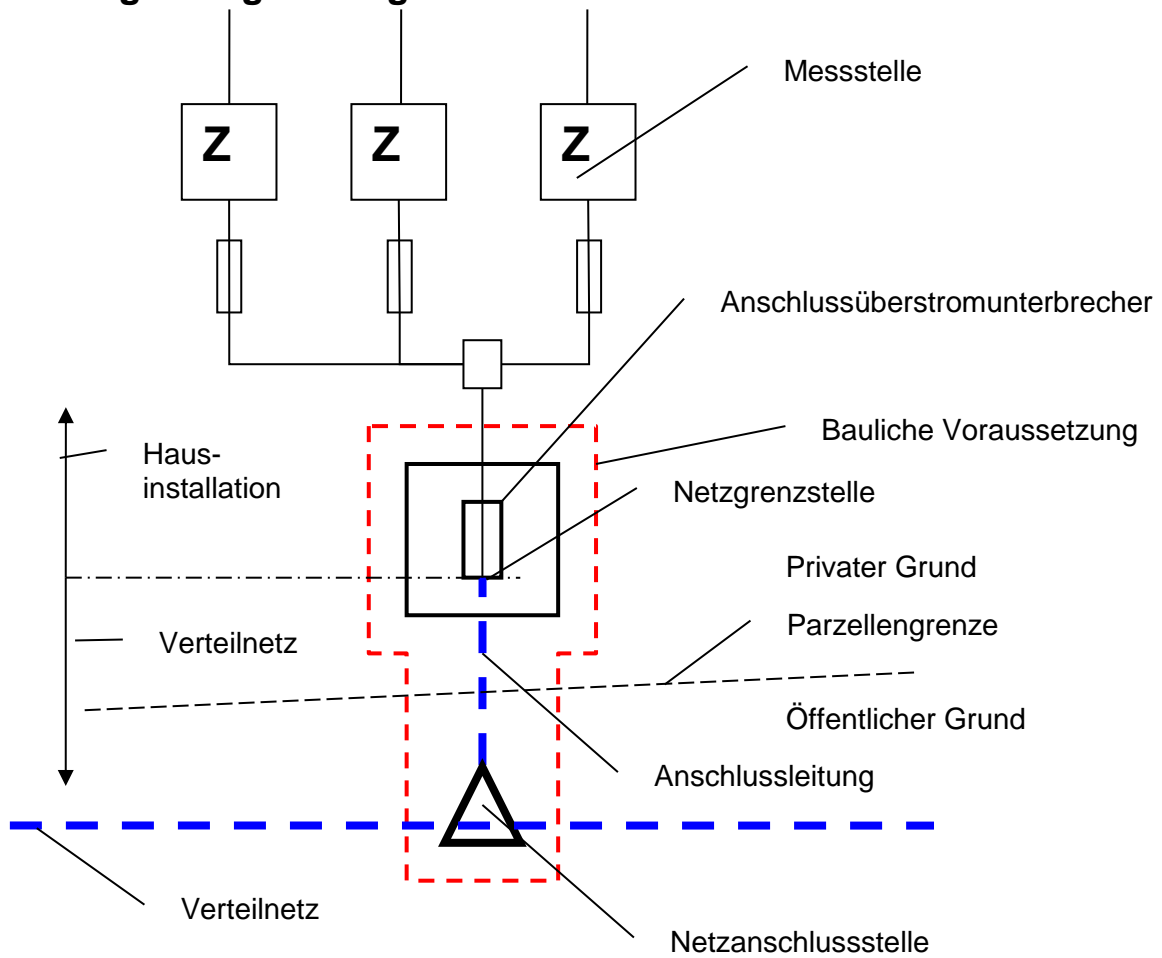 Messstelle
Z Z Z
Anschlussüberstromunterbrecher
Bauliche Voraussetzung
Haus-
installation
Netzgrenzstelle
Privater Grund
Parzellengrenze
Verteilnetz
Öffentlicher Grund
Anschlussleitung
Verteilnetz
Netzanschlussstelle